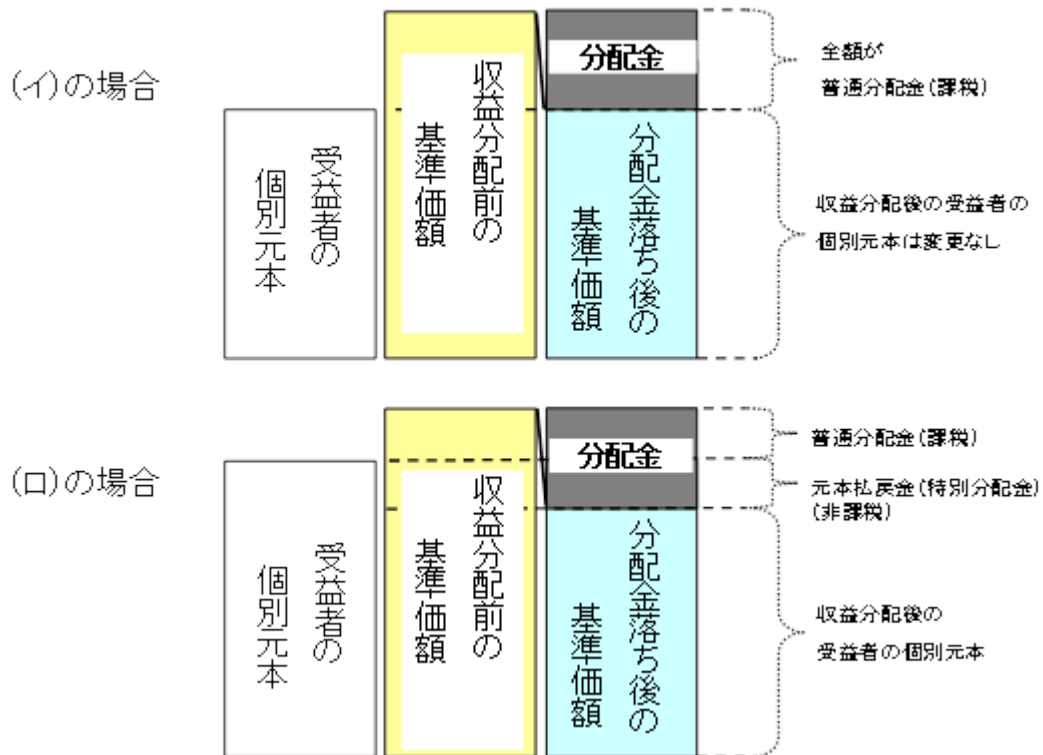 (イ)の場合
受益者の
個別元本
収益分配前の
基準価額
分配金
分配金落ち後の
基準価額
全額が
普通分配金(課税)
収益分配後の受益者の
個別元本は変更なし
(ロ)の場合
受益者の
個別元本
収益分配前の
基準価額
分配金
分配金落ち後の
基準価額
普通分配金(課税)
元本払戻金(特別分配金)
(非課税)
収益分配後の
受益者の個別元本